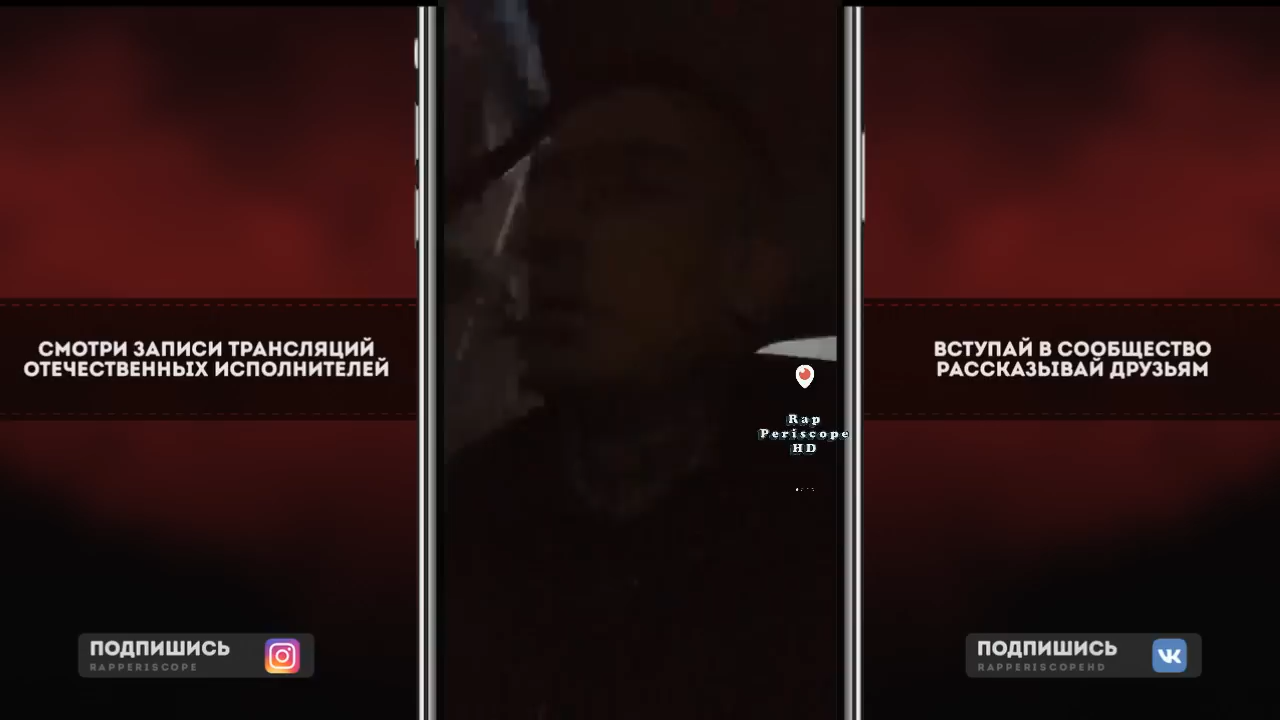 СМОТРИ ЗАПИСИ ТРАНСЛЯЦИЙ
ОТЕЧЕСТВЕННЫХ ИСПОЛНИТЕЛЕЙ
ВСТУПАЙ В СООБЩЕСТВО
РАССКАЗЫВАЙ ДРУЗЬЯМ
Rap
Periscope
HD
ПОДПИШИСЬ
RAPPERISCOPE
ПОДПИШИСЬ
RAPPERISCOPEHD